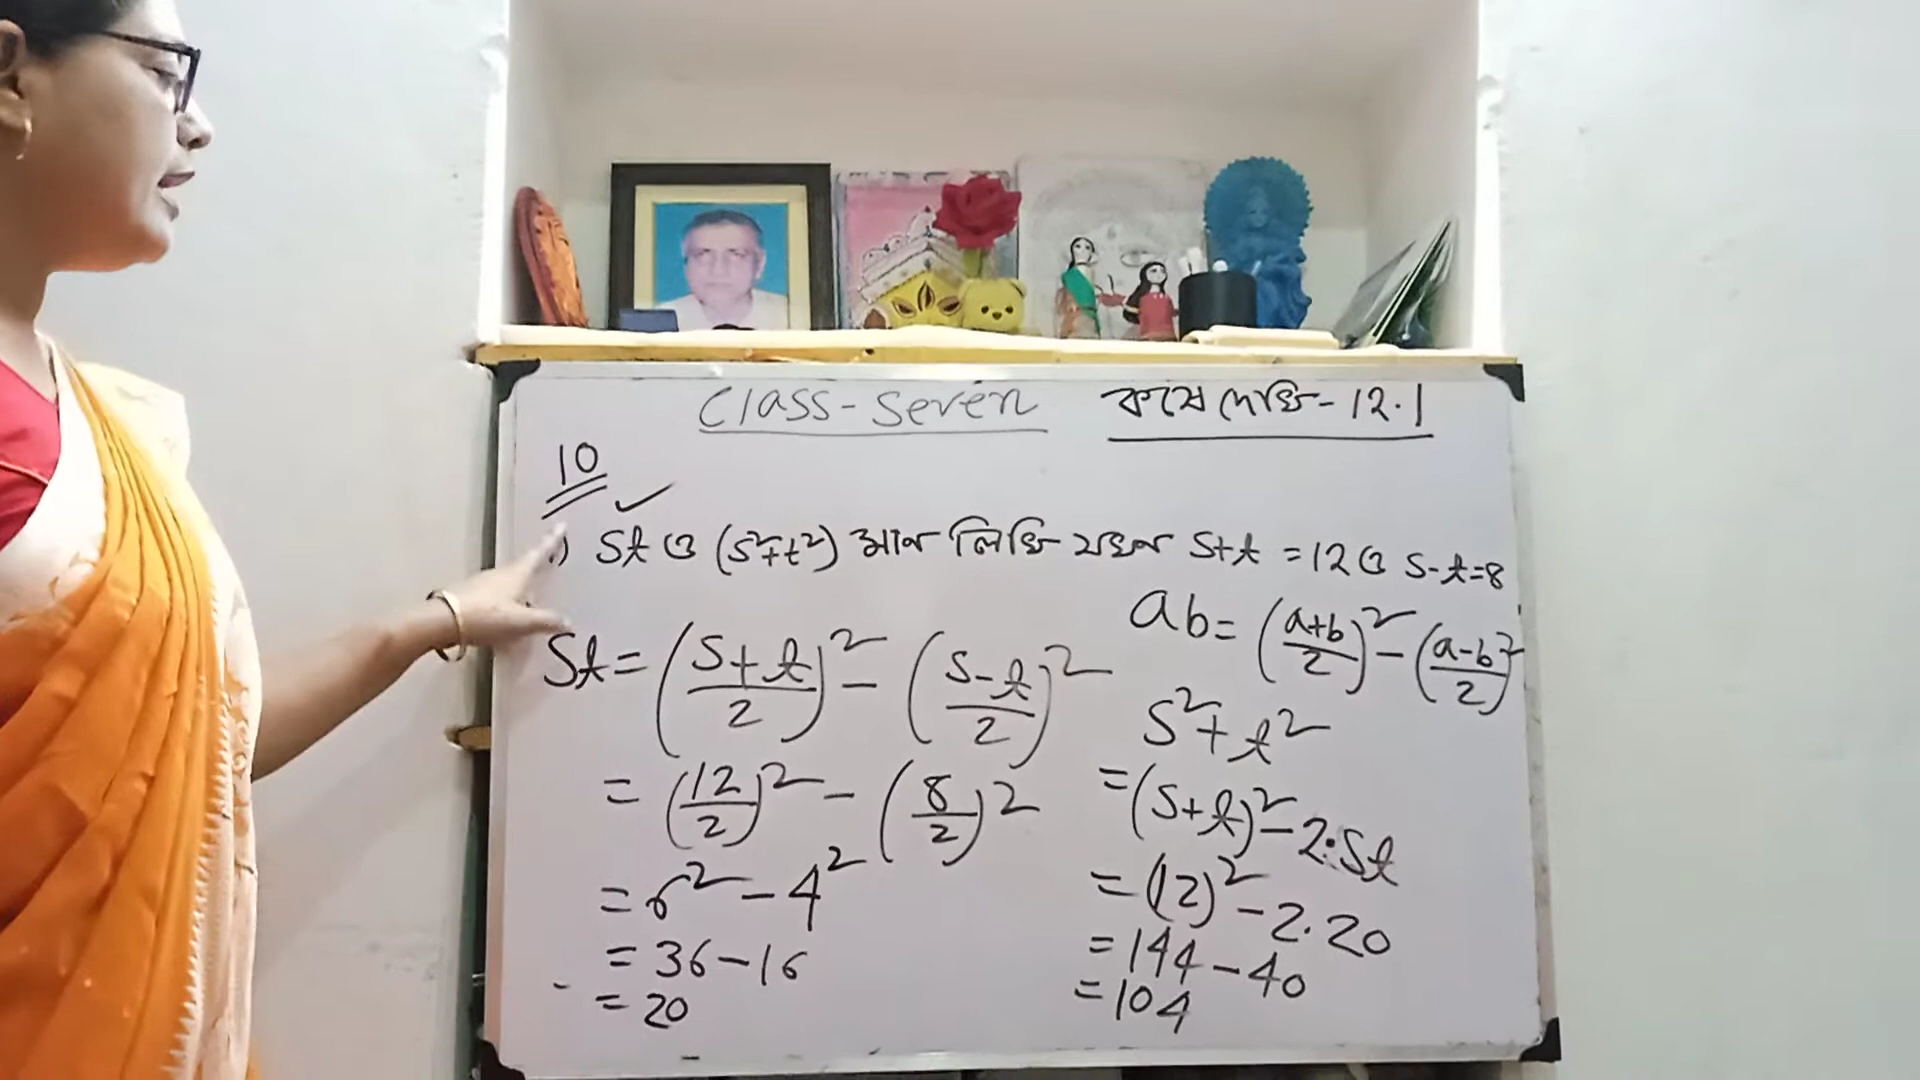 Class-Seven কষে দেখি-12.1
10
i) st ও (s²+t²) মান লিখি যখন s+t = 12 ও s-t=8
ab = ((a+b)/2)² - ((a-b)/2)²
st = ((s+t)/2)² - ((s-t)/2)²
= (12/2)² - (8/2)²
= 6² - 4²
= 36-16
= 20
s²+t²
= (s+t)² - 2·st
= (12)² - 2.20
= 144-40
= 104